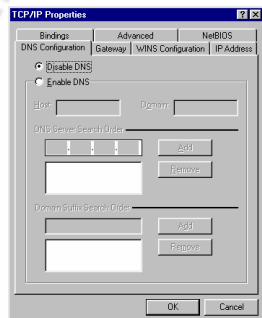 TCP/IP Properties
Bindings Advanced NetBIOS
DNS Configuration Gateway WINS Configuration IP Address
Disable DNS
Enable DNS
Host: Domain:
DNS Server Search Order
Add
Remove
Domain Suffix Search Order
Add
Remove
OK Cancel